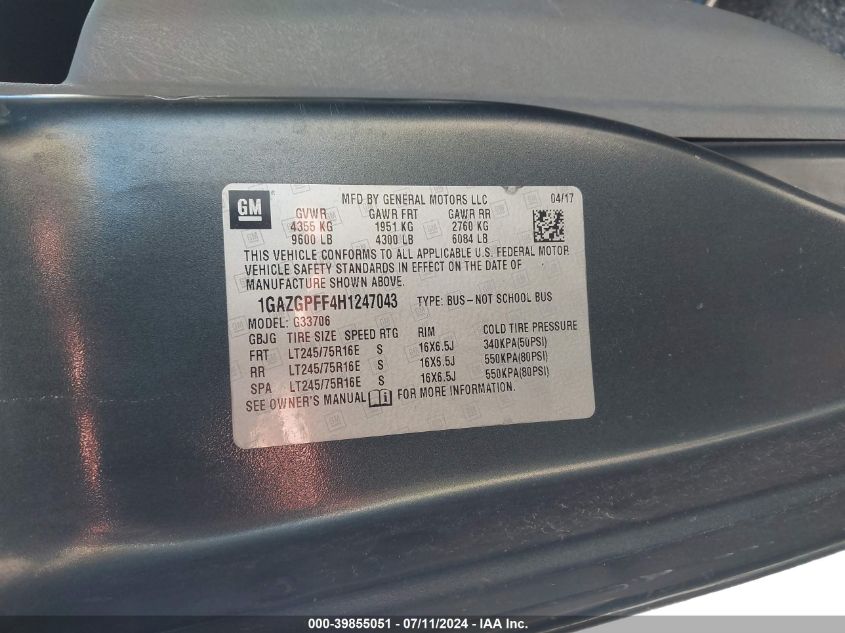 GM
MFD BY GENERAL MOTORS LLC 04/17
GVWR GAWR FRT GAWR RR
4355 KG 1951 KG 2760 KG
9600 LB 4300 LB 6084 LB
THIS VEHICLE CONFORMS TO ALL APPLICABLE U.S. FEDERAL MOTOR
VEHICLE SAFETY STANDARDS IN EFFECT ON THE DATE OF
MANUFACTURE SHOWN ABOVE.
1GAZGPFF4H1247043 TYPE: BUS-NOT SCHOOL BUS
MODEL: G33706
GBJG TIRE SIZE SPEED RTG RIM COLD TIRE PRESSURE
FRT LT245/75R16E S 16X6.5J 340KPA(50PSI)
RR LT245/75R16E S 16X6.5J 550KPA(80PSI)
SPA LT245/75R16E S 16X6.5J 550KPA(80PSI)
SEE OWNER'S MANUAL FOR MORE INFORMATION.
000-39855051 - 07/11/2024 - IAA Inc.